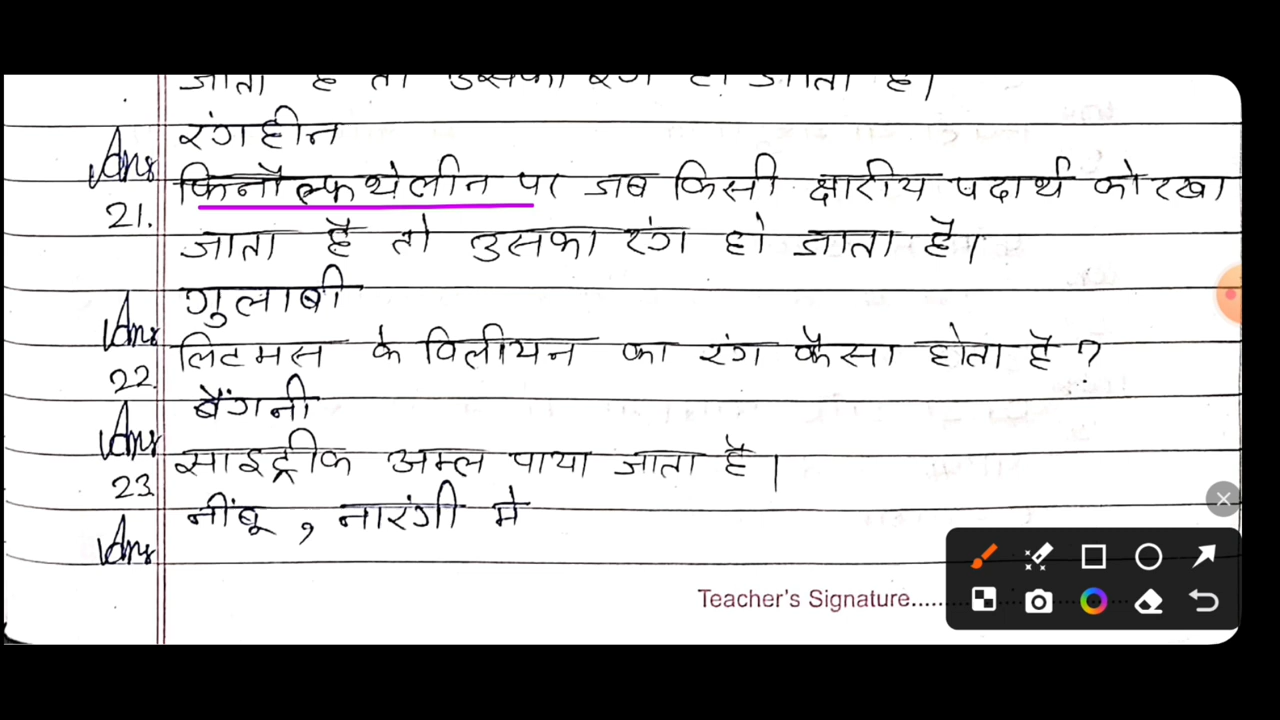 जाता है तो उसका रंग हो जाता है।
Ans रंगहीन
21. फिनॉल्फथेलीन पर जब किसी क्षारीय पदार्थ को रखा
जाता है तो उसका रंग हो जाता है।
Ans गुलाबी
22. लिटमस के विलीयन का रंग कैसा होता है ?
Ans बैंगनी
23. साइट्रीक अम्ल पाया जाता है।
Ans नींबू , नारंगी मे
Teacher's Signature......